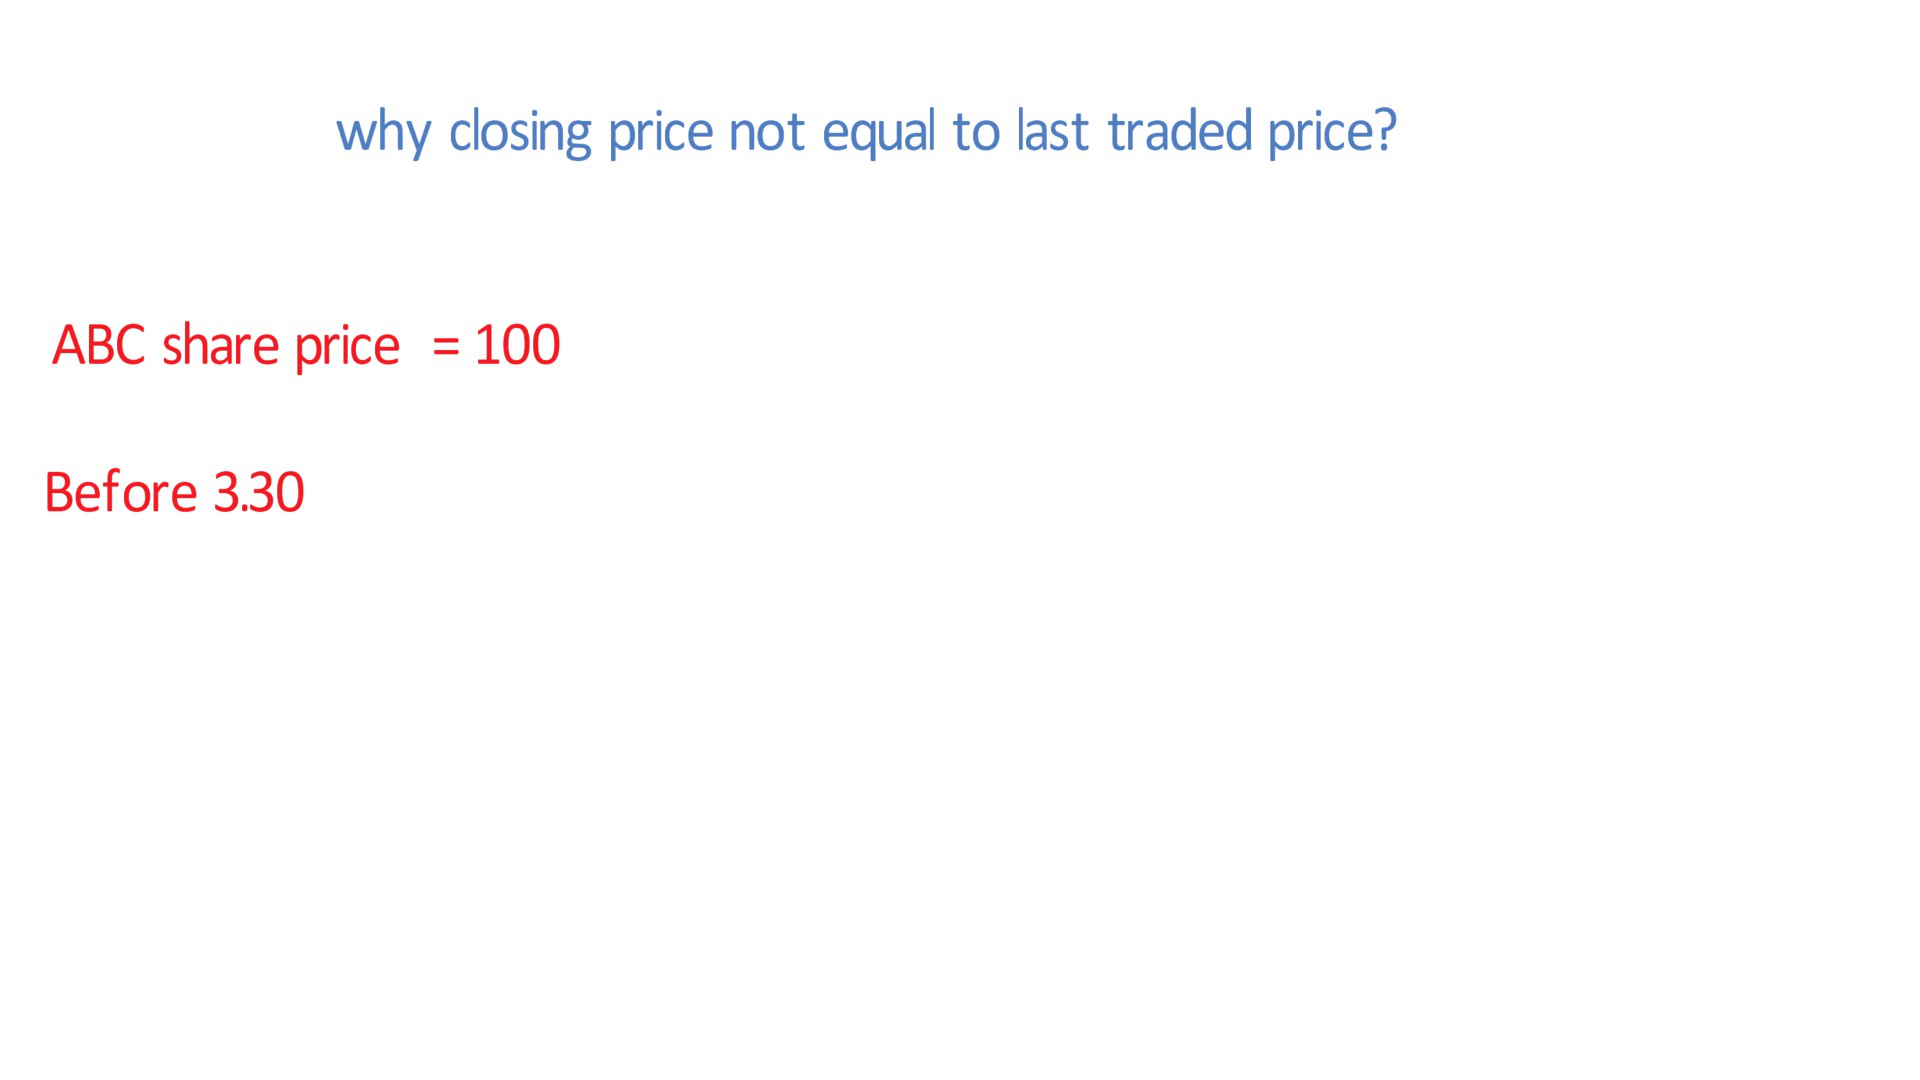 why closing price not equal to last traded price?
ABC share price = 100
Before 3.30